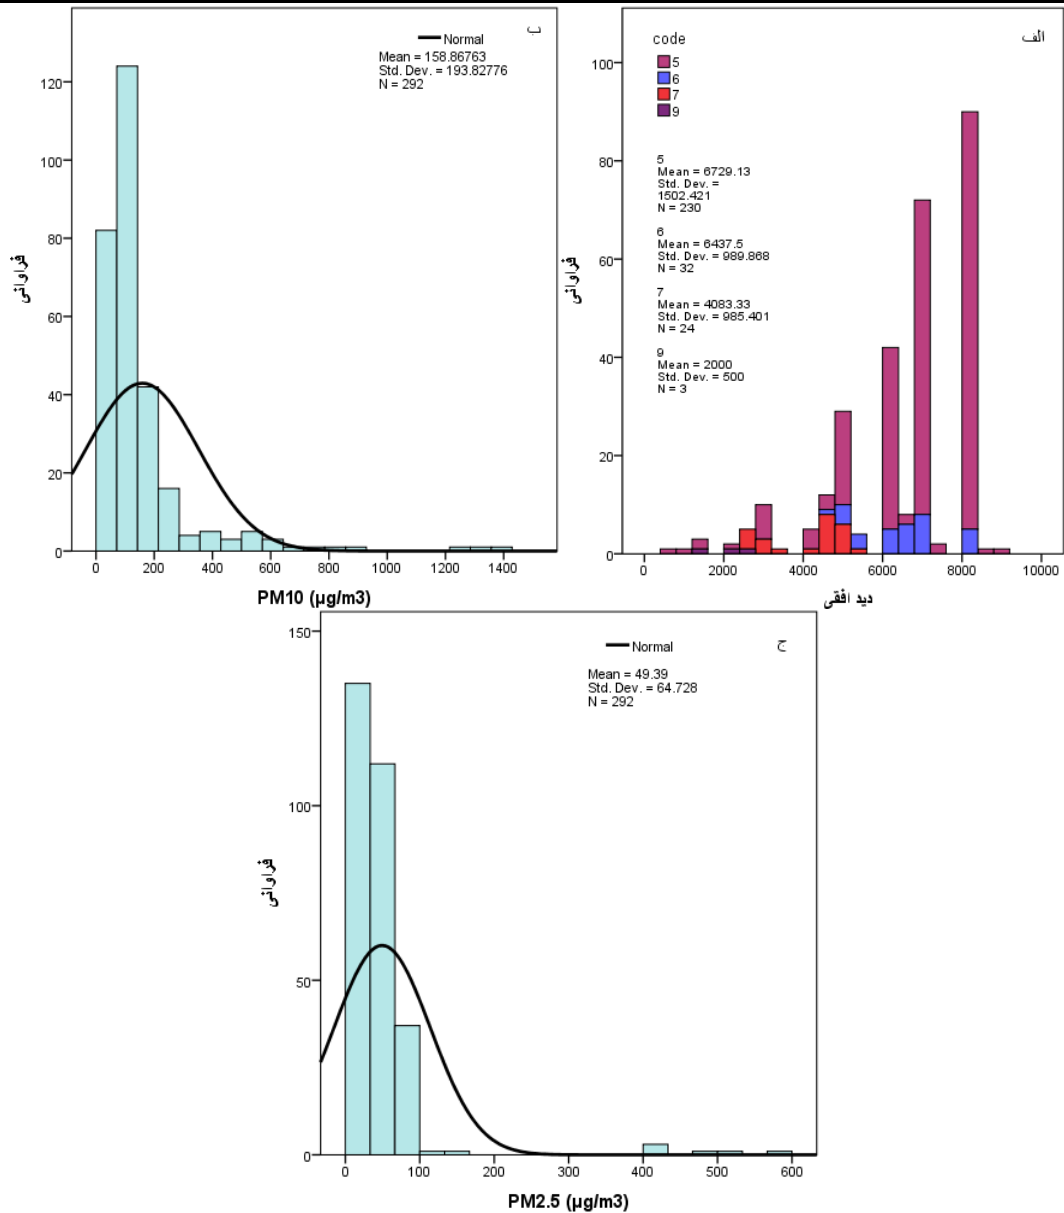 الف
code
5
6
7
9
5
Mean = 6729.13
Std. Dev. =
1502.421
N = 230
6
Mean = 6437.5
Std. Dev. = 989.868
N = 32
7
Mean = 4083.33
Std. Dev. = 985.401
N = 24
9
Mean = 2000
Std. Dev. = 500
N = 3
فراوانی
100
80
60
40
20
0
0 2000 4000 6000 8000 10000
دید افقی
ب
Normal
Mean = 158.86763
Std. Dev. = 193.82776
N = 292
فراوانی
120
100
80
60
40
20
0
0 200 400 600 800 1000 1200 1400
PM10 (µg/m3)
ج
Normal
Mean = 49.39
Std. Dev. = 64.728
N = 292
فراوانی
150
100
50
0
0 100 200 300 400 500 600
PM2.5 (µg/m3)